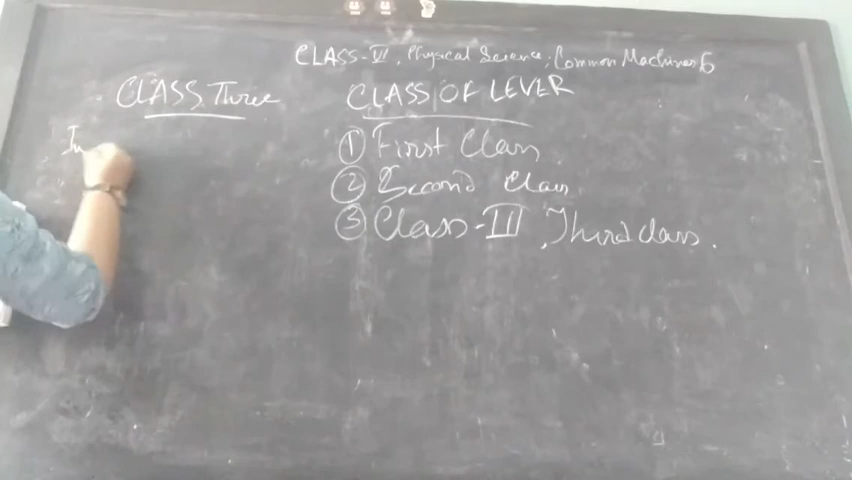 CLASS-VI, Physical Science, Common Machines
CLASS Three
CLASS OF LEVER
① First Class
② Second Class
③ Class-III, Third class.